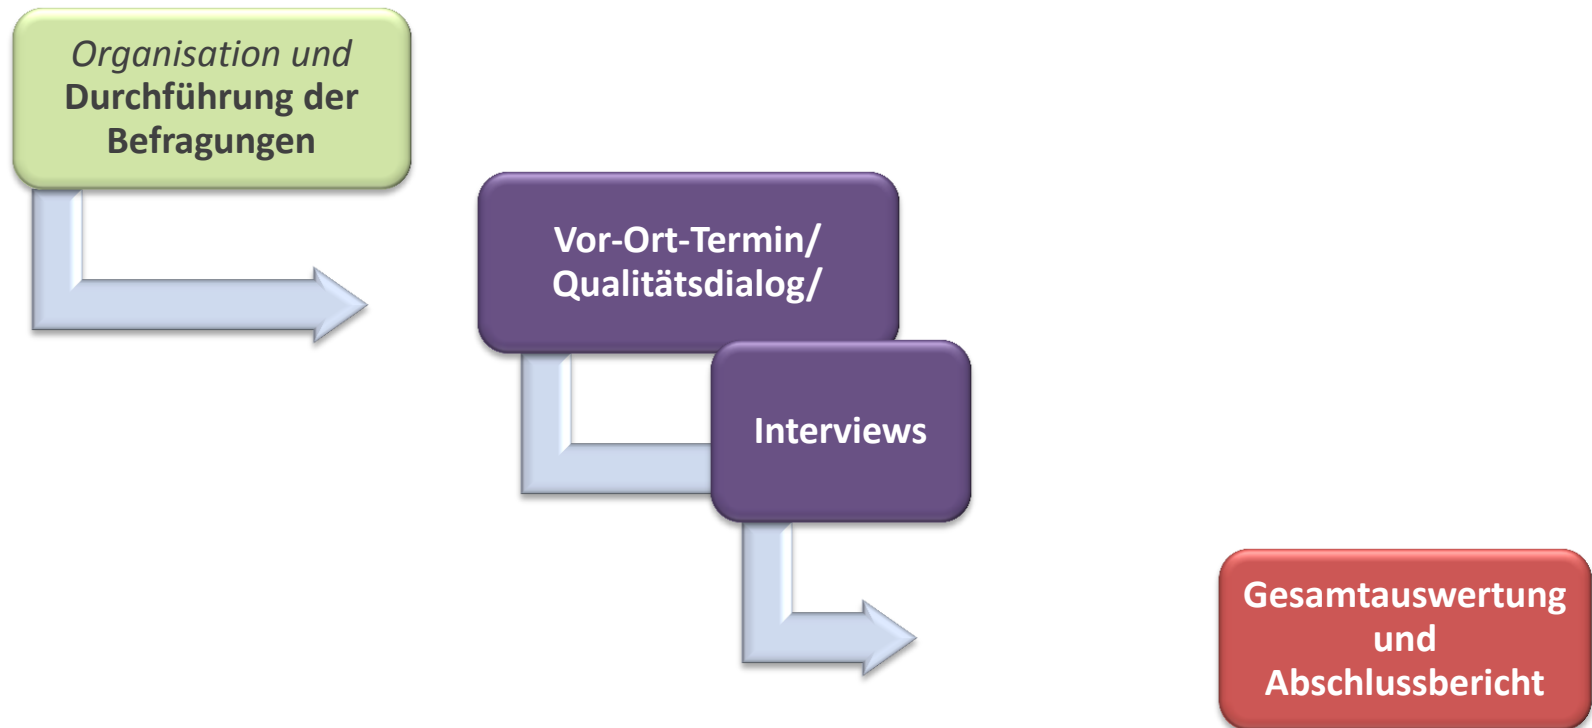 Organisation und
Durchführung der
Befragungen
Vor-Ort-Termin/
Qualitätsdialog/
Interviews
Gesamtauswertung
und
Abschlussbericht